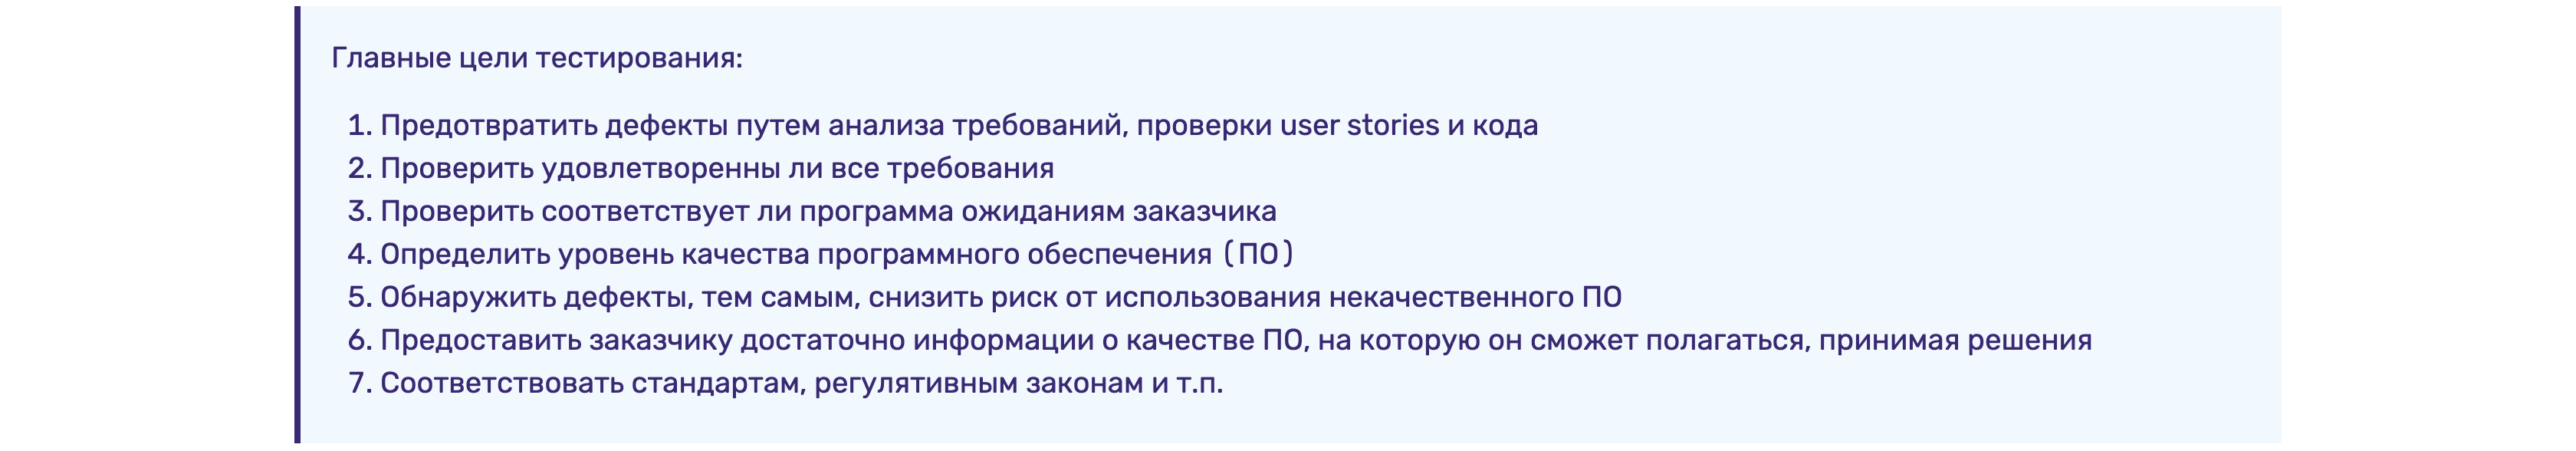 Главные цели тестирования:
1. Предотвратить дефекты путем анализа требований, проверки user stories и кода
2. Проверить удовлетворенны ли все требования
3. Проверить соответствует ли программа ожиданиям заказчика
4. Определить уровень качества программного обеспечения (ПО)
5. Обнаружить дефекты, тем самым, снизить риск от использования некачественного ПО
6. Предоставить заказчику достаточно информации о качестве ПО, на которую он сможет полагаться, принимая решения
7. Соответствовать стандартам, регулятивным законам и т.п.